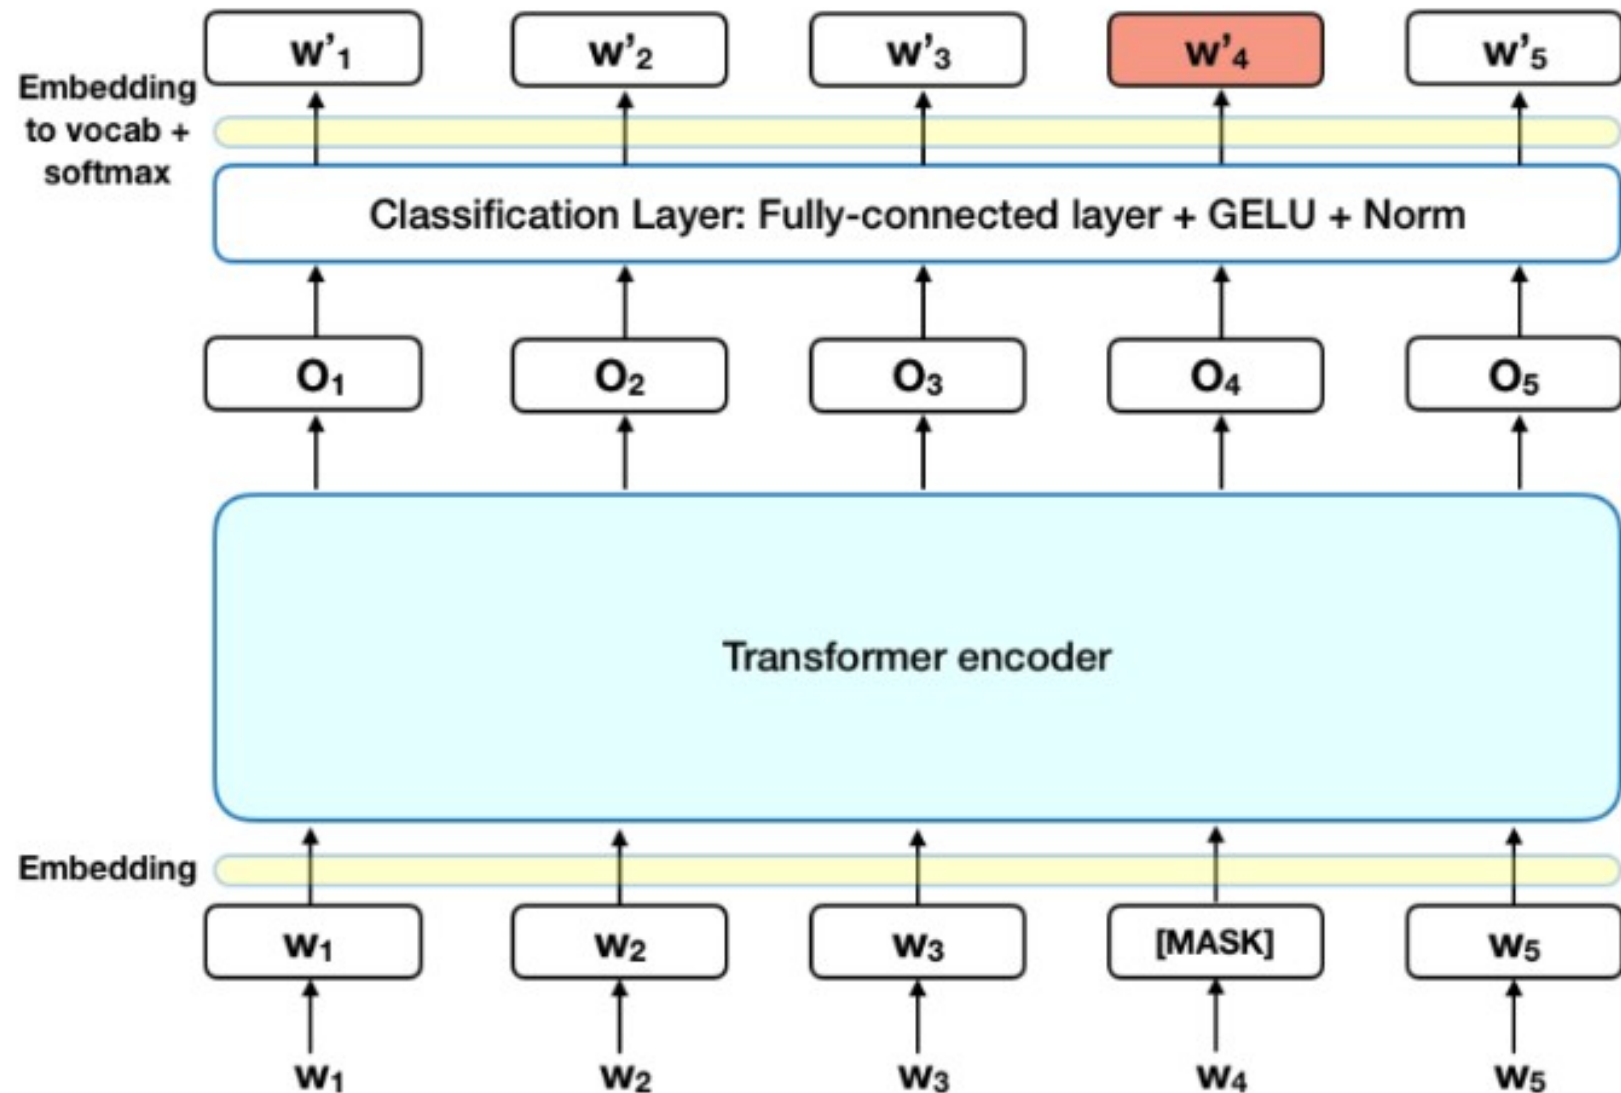 w’₁ w’₂ w’₃ w’₄ w’₅
Embedding
to vocab +
softmax
Classification Layer: Fully-connected layer + GELU + Norm
O₁ O₂ O₃ O₄ O₅
Transformer encoder
Embedding
W₁ W₂ W₃ [MASK] W₅
W₁ W₂ W₃ W₄ W₅